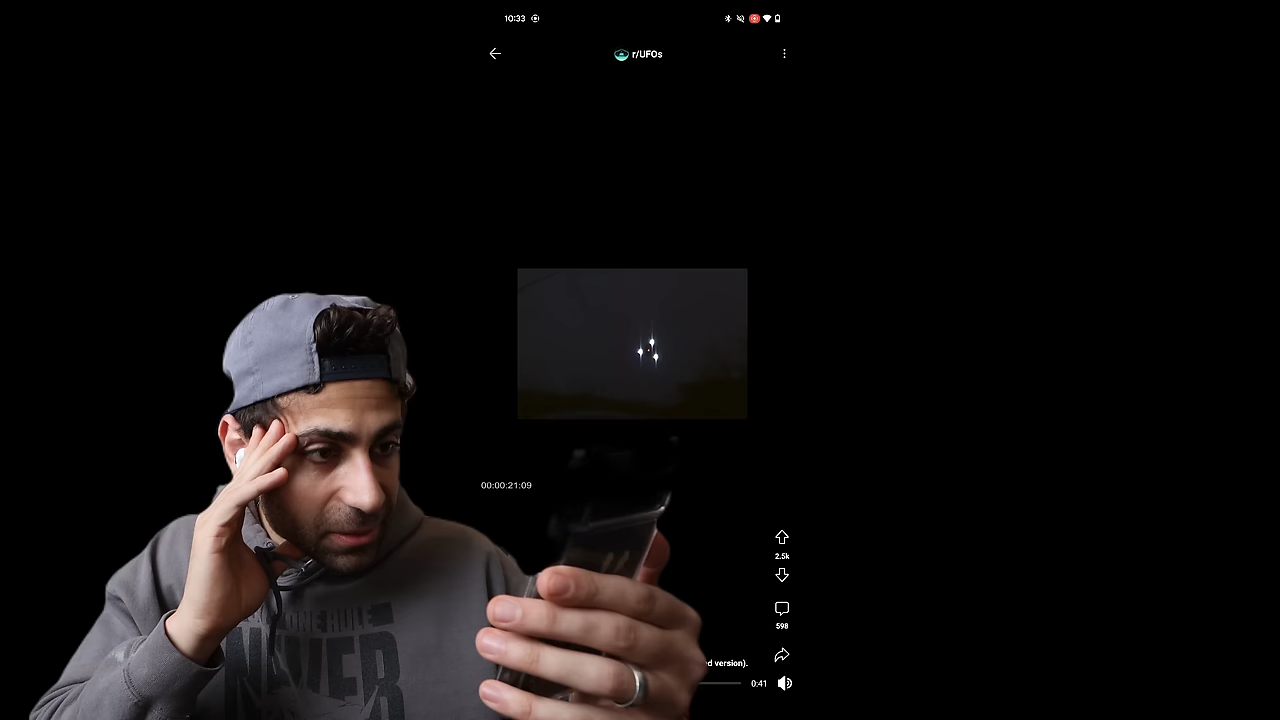 10:33
r/UFOs
00:00:21:09
2.5k
598
d version).
0:41
ONE RULE
NEVER